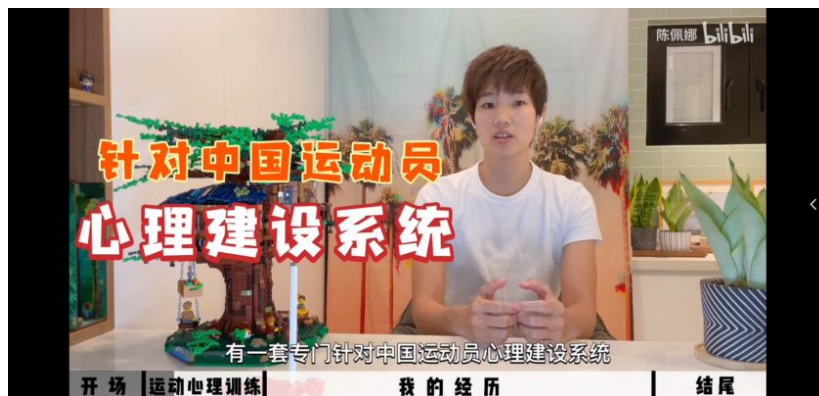 陈佩娜 bilibili
针对中国运动员
心理建设系统
有一套专门针对中国运动员心理建设系统
开场 运动心理训练 我的经历 结尾